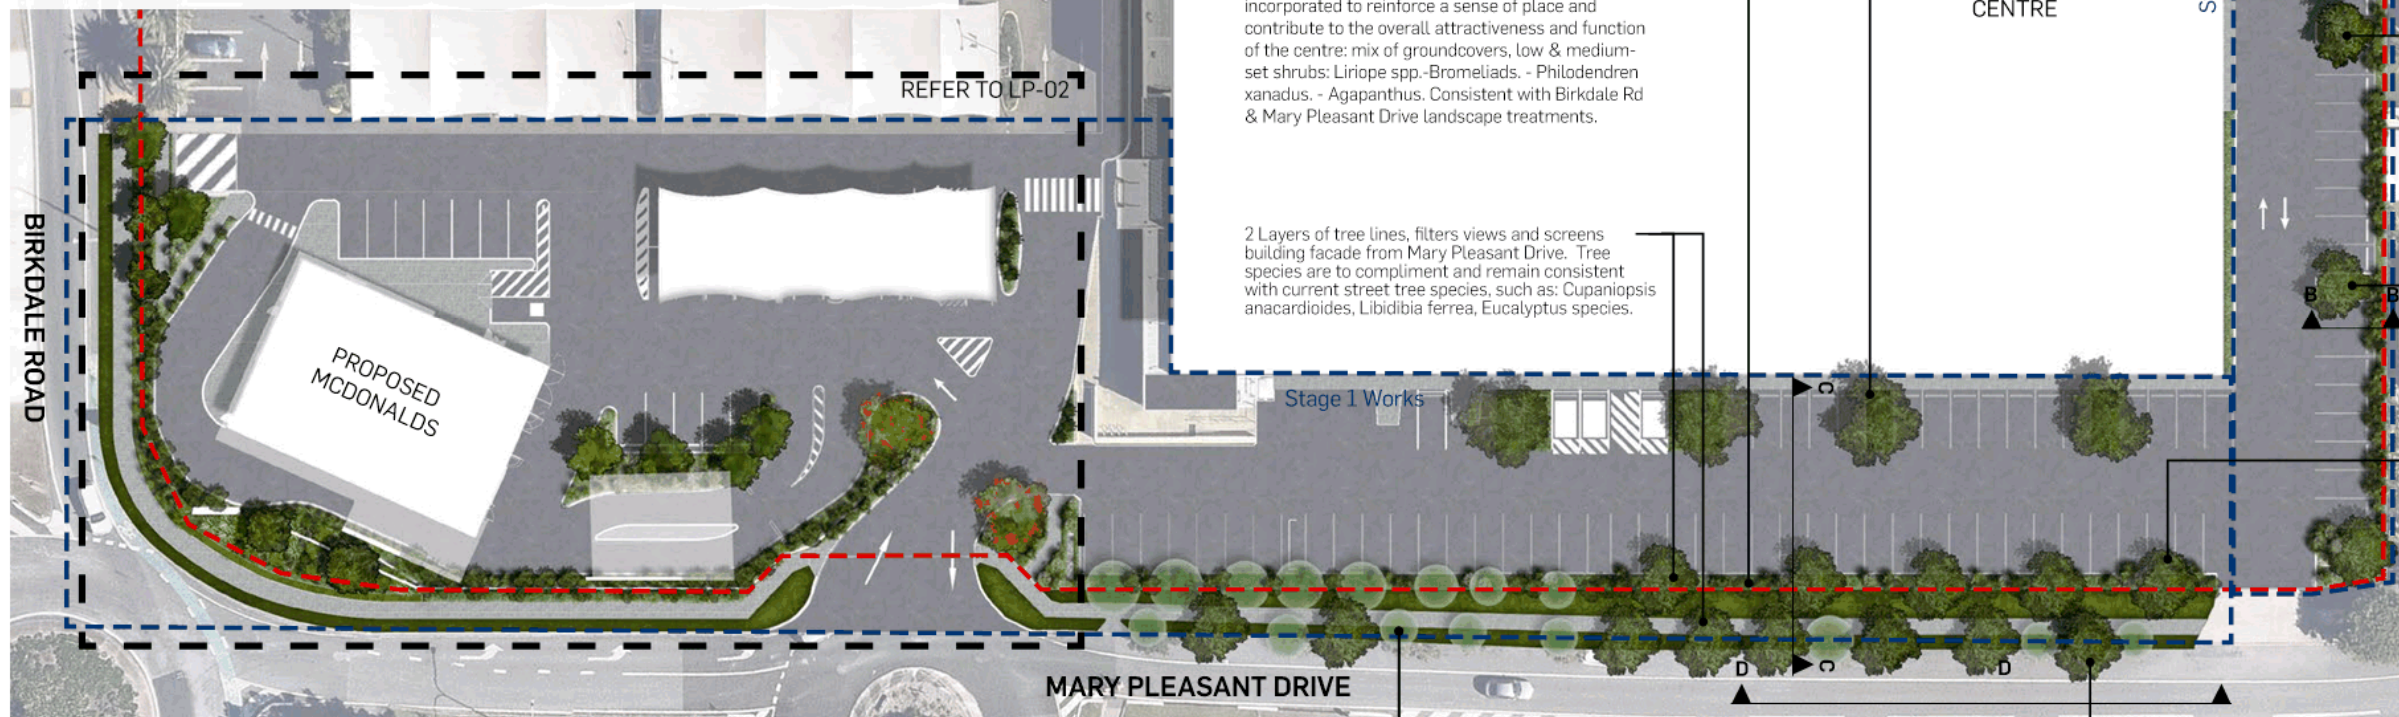 incorporated to reinforce a sense of place and
contribute to the overall attractiveness and function
of the centre: mix of groundcovers, low & medium-
set shrubs: Liriope spp.-Bromeliads. - Philodendren
xanadus. - Agapanthus. Consistent with Birkdale Rd
& Mary Pleasant Drive landscape treatments.
CENTRE
S
REFER TO LP-02
2 Layers of tree lines, filters views and screens
building facade from Mary Pleasant Drive. Tree
species are to compliment and remain consistent
with current street tree species, such as: Cupaniopsis
anacardioides, Libidibia ferrea, Eucalyptus species.
BIRKDALE ROAD
PROPOSED
MCDONALDS
Stage 1 Works
B
B
C
C
D
D
MARY PLEASANT DRIVE